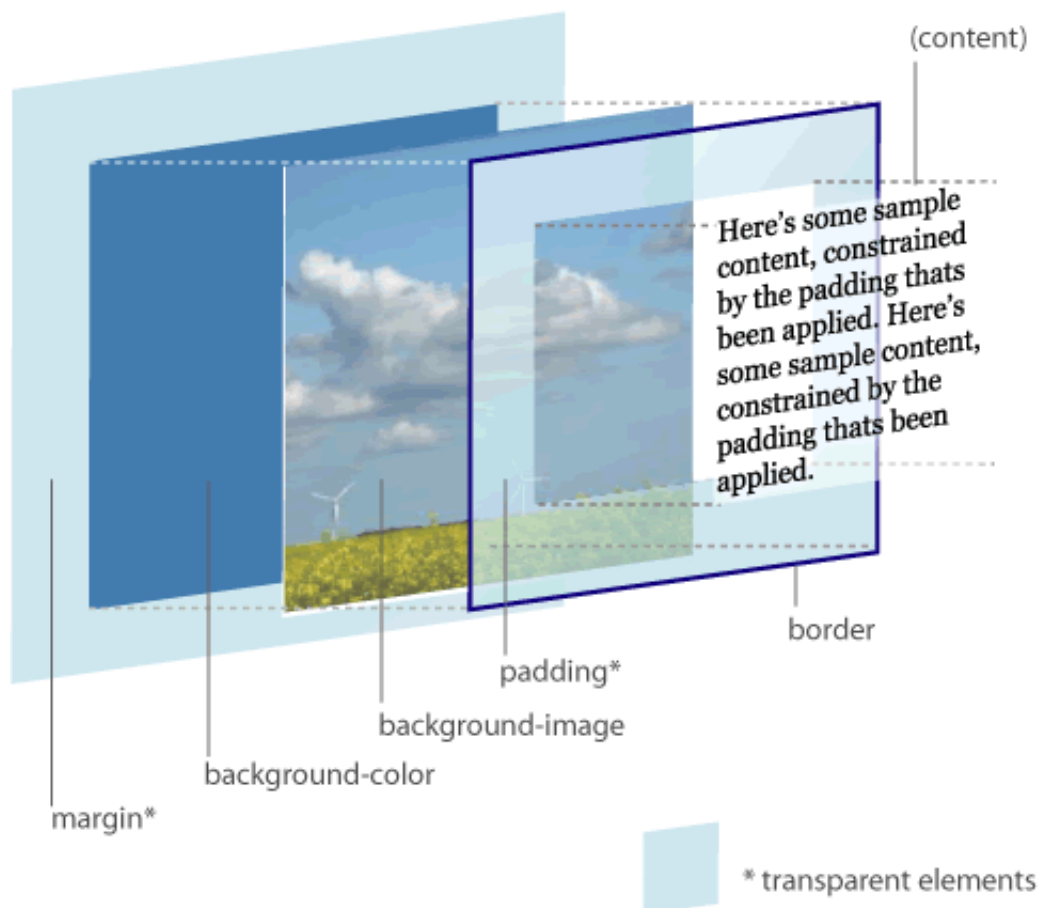 (content)
Here's some sample
content, constrained
by the padding thats
been applied. Here's
some sample content,
constrained by the
padding thats been
applied.
border
padding*
background-image
background-color
margin*
* transparent elements